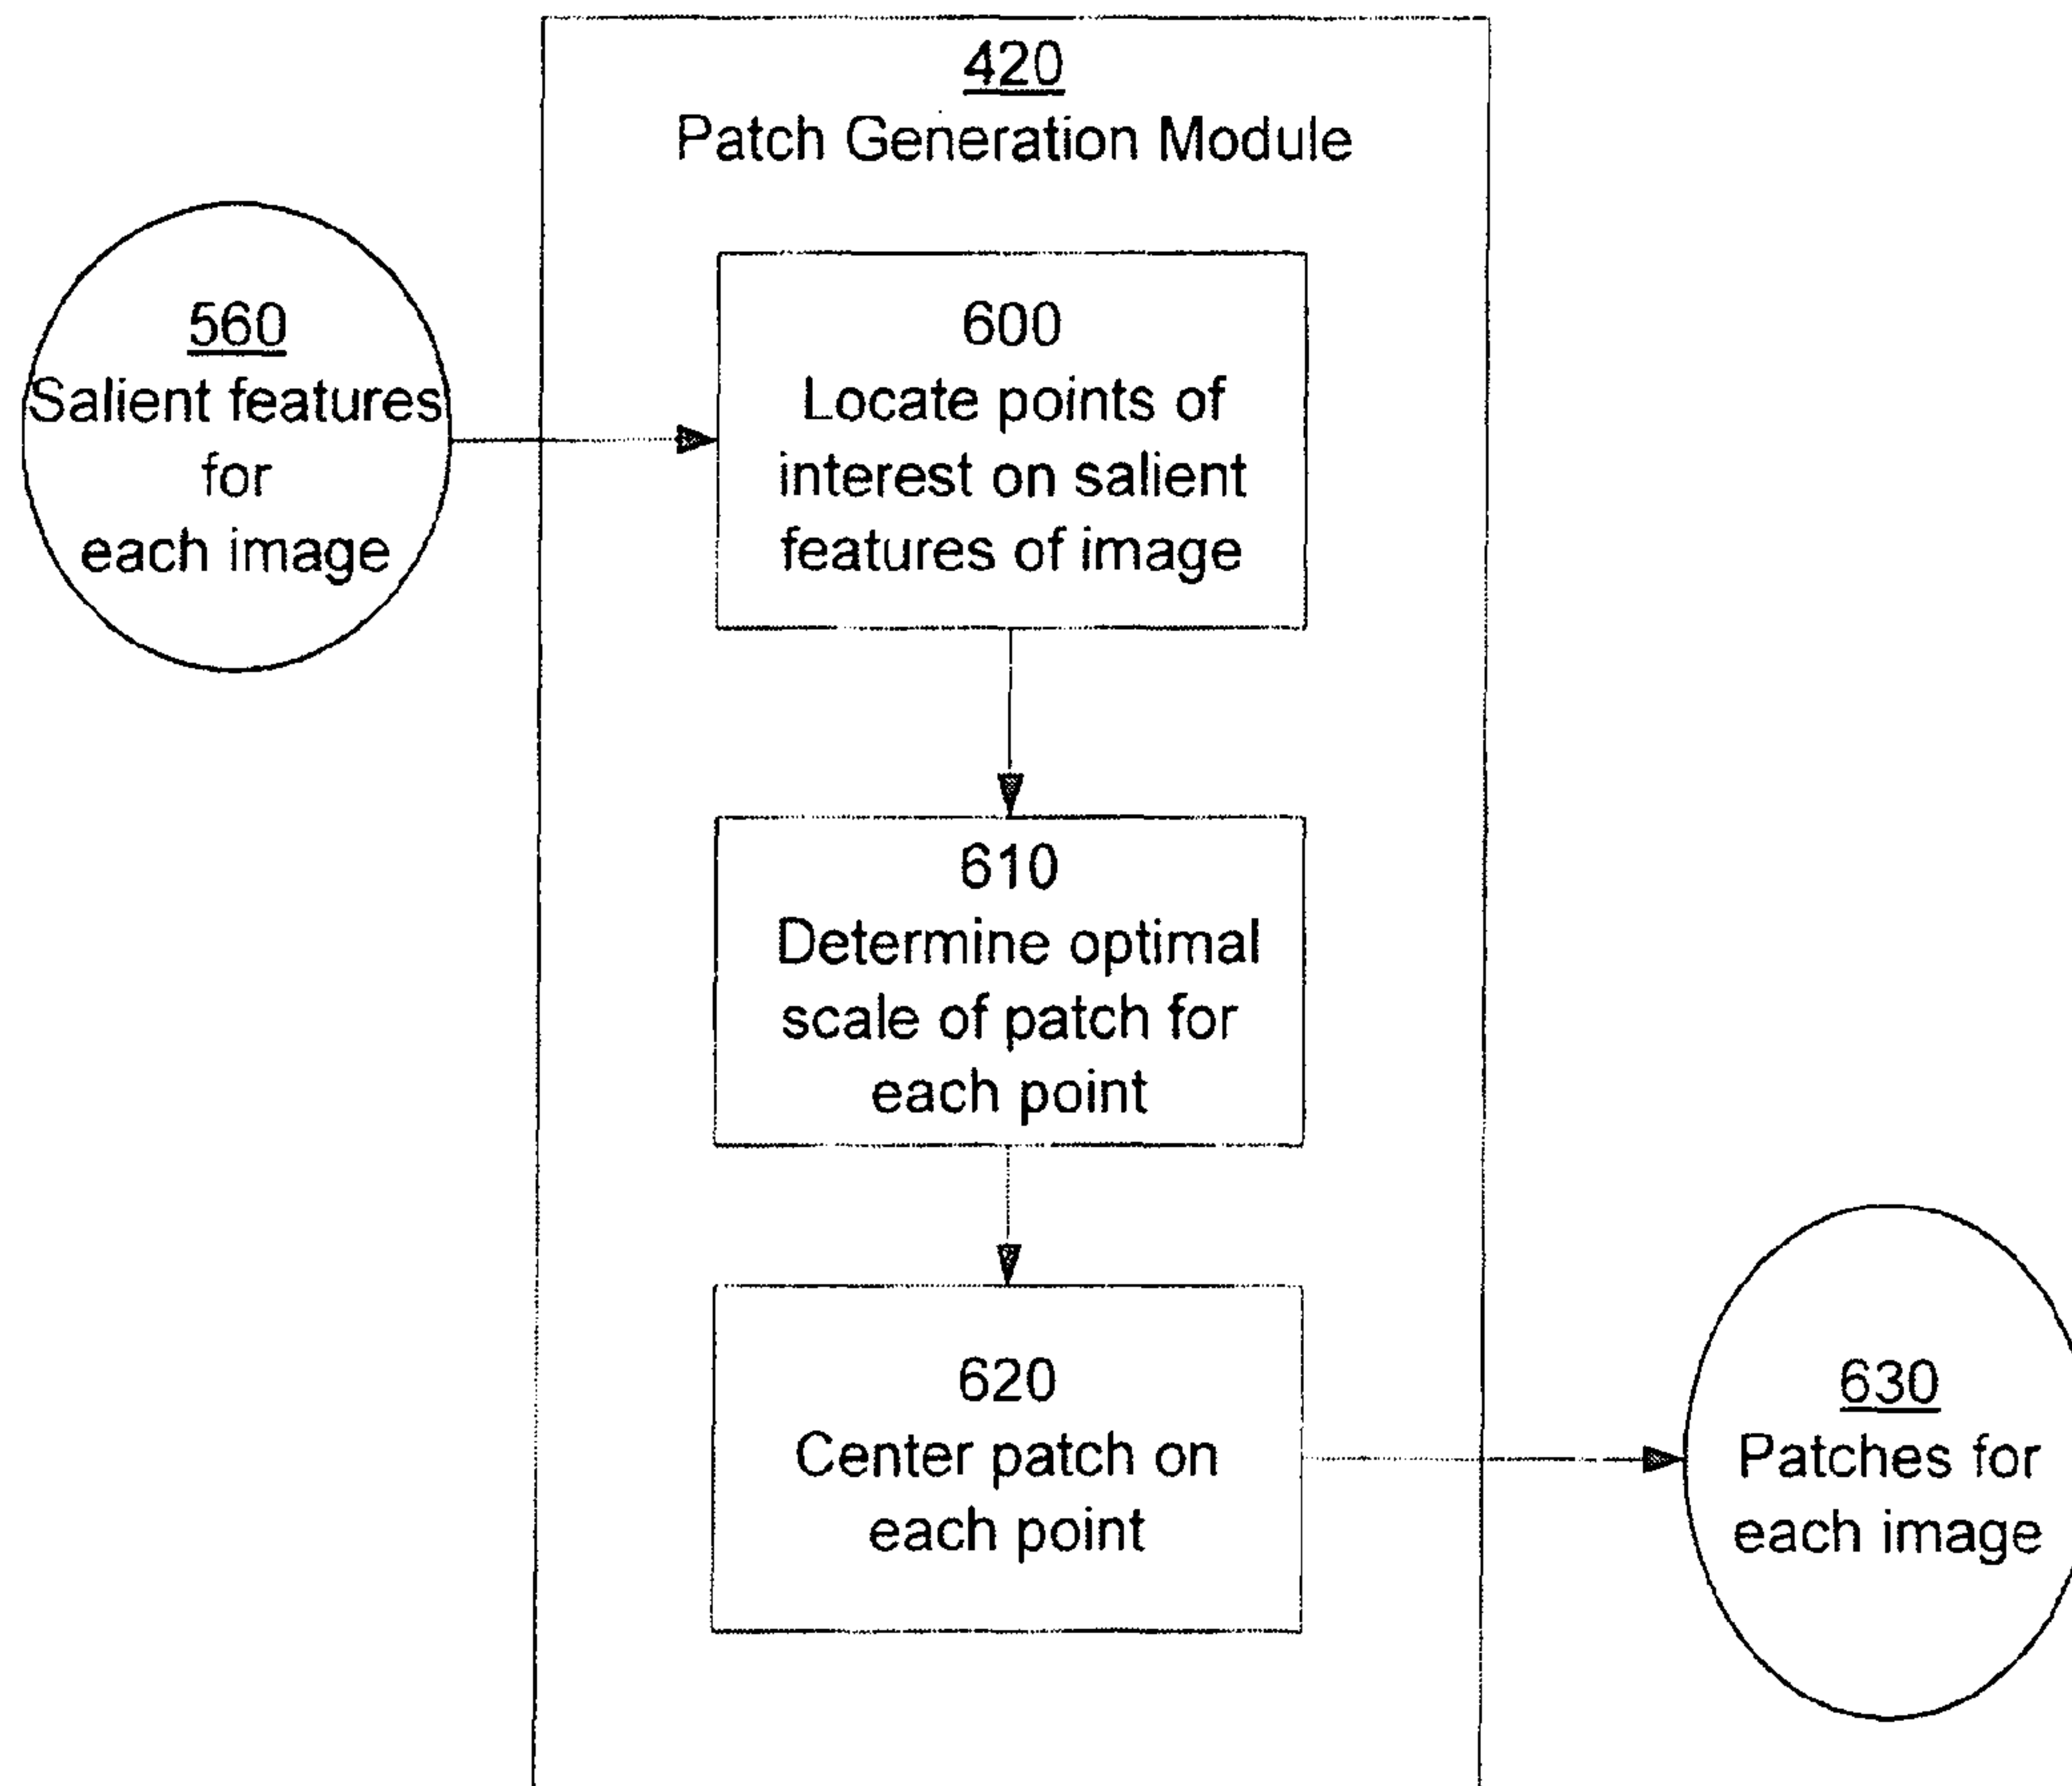 420
Patch Generation Module
560
Salient features
for
each image
600
Locate points of
interest on salient
features of image
610
Determine optimal
scale of patch for
each point
620
Center patch on
each point
630
Patches for
each image